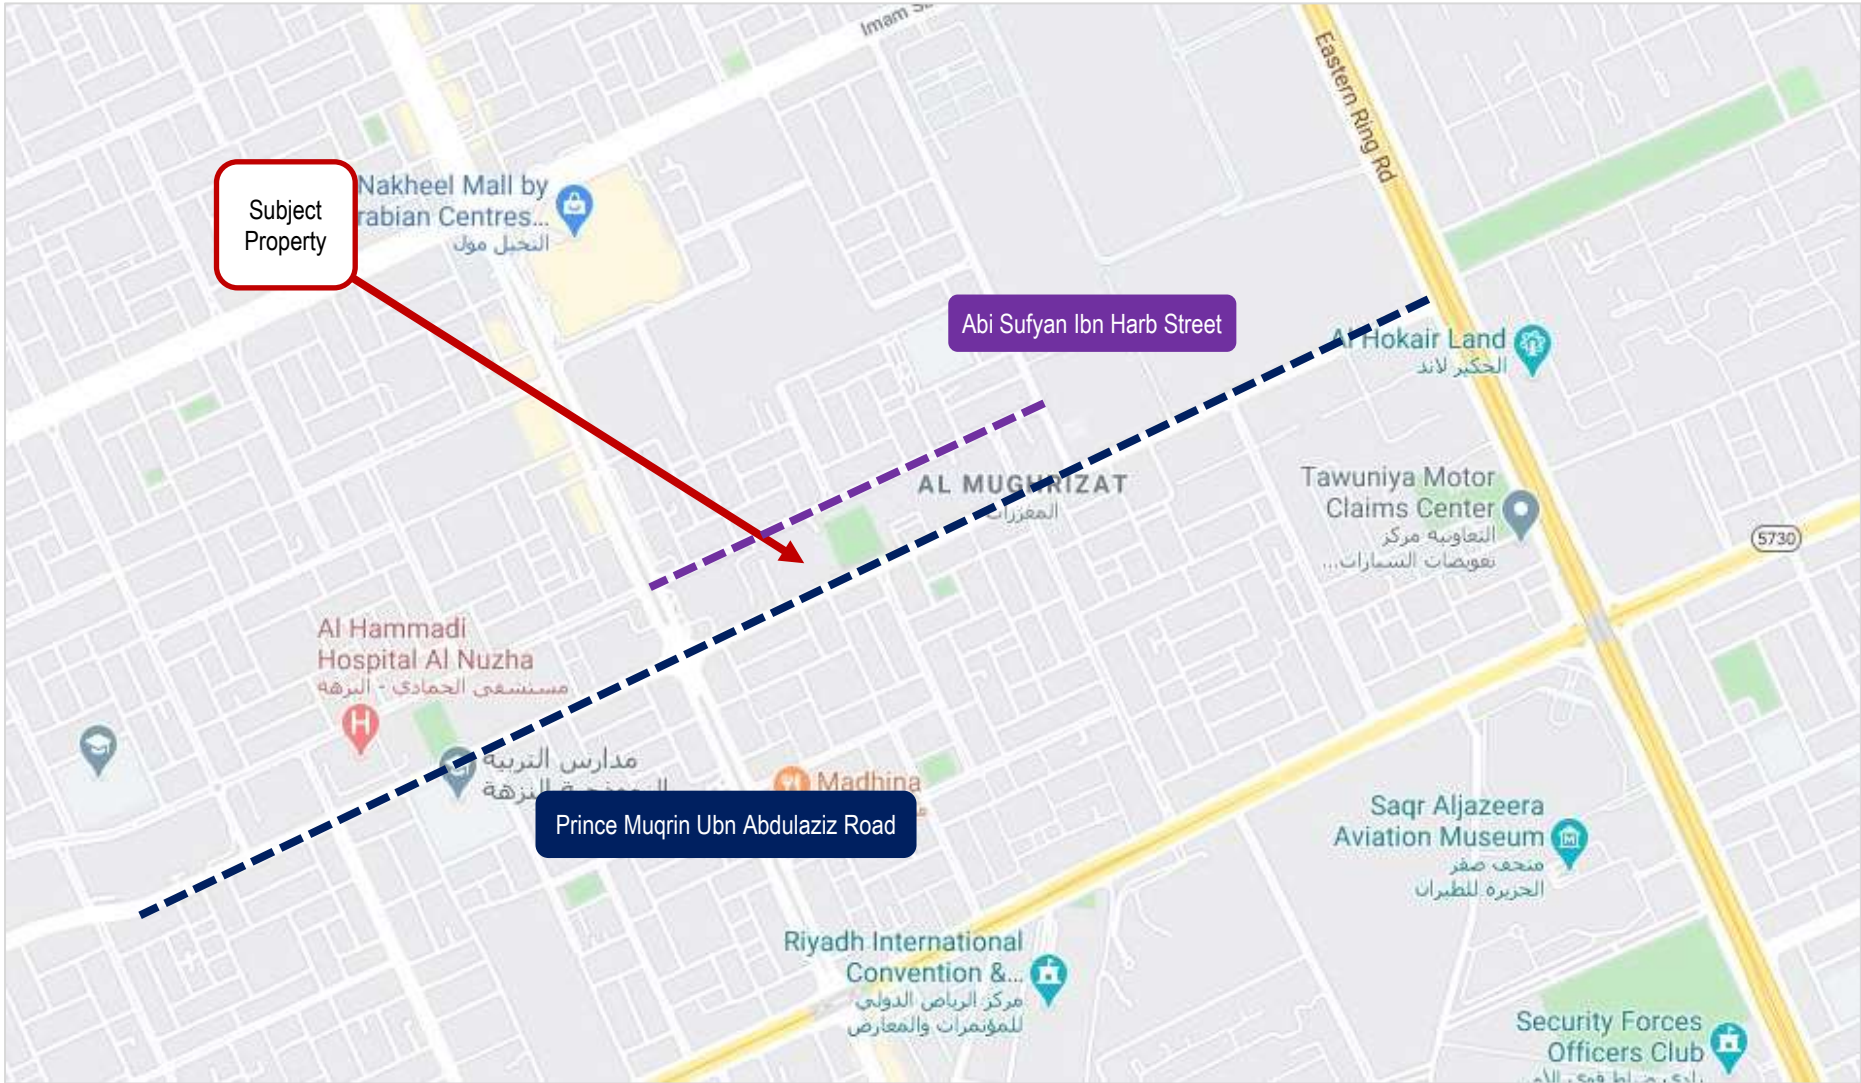 Imam S
Eastern Ring Rd
Subject
Property
Nakheel Mall by
rabian Centres...
النخيل مول
Abi Sufyan Ibn Harb Street
Al Hokair Land
الحكير لاند
AL MUGHRIZAT
المغرزات
Tawuniya Motor
Claims Center
التعاونية مركز
تعويضات السيارات...
5730
Al Hammadi
Hospital Al Nuzha
مستشفى الحمادي - النزهة
H
مدارس التربية
النزهة
Madhina
Prince Muqrin Ubn Abdulaziz Road
Saqr Aljazeera
Aviation Museum
متحف صقر
الجزيرة للطيران
Riyadh International
Convention &...
مركز الرياض الدولي
للمؤتمرات والمعارض
Security Forces
Officers Club